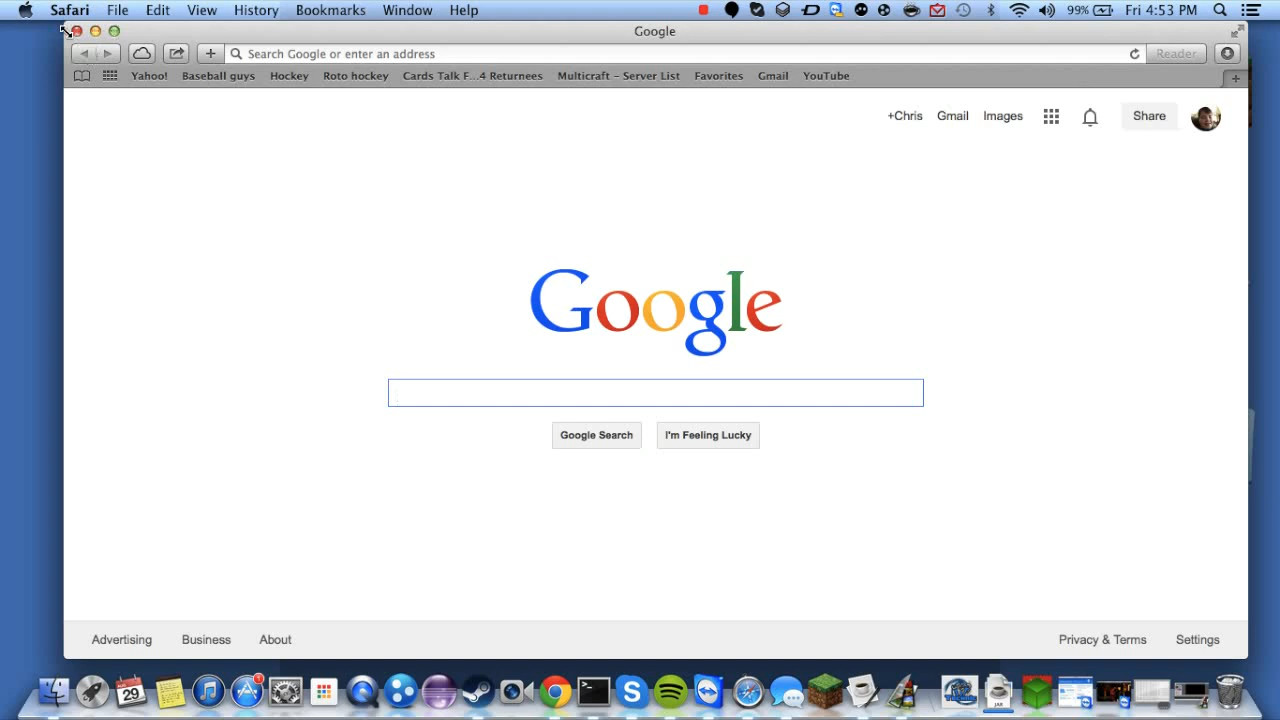 Safari File Edit View History Bookmarks Window Help 99% Fri 4:53 PM
Google
Search Google or enter an address Reader
Yahoo! Baseball guys Hockey Roto hockey Cards Talk F...4 Returnees Multicraft – Server List Favorites Gmail YouTube
+Chris Gmail Images Share
Google
Google Search I'm Feeling Lucky
Advertising Business About Privacy & Terms Settings
29
JAR